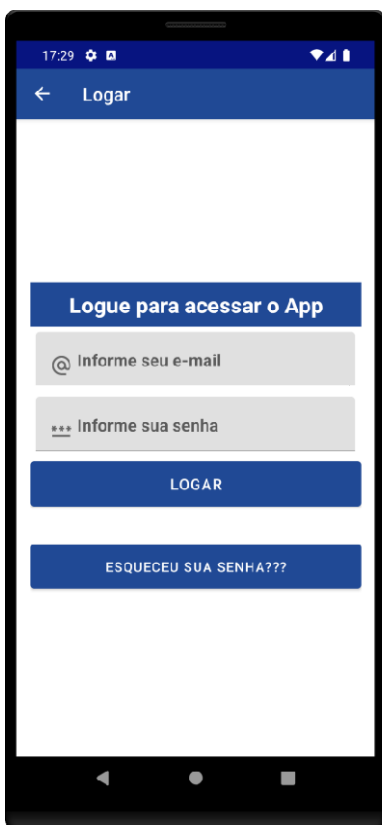 17:29
Logar
Logue para acessar o App
@ Informe seu e-mail
*** Informe sua senha
LOGAR
ESQUECEU SUA SENHA???